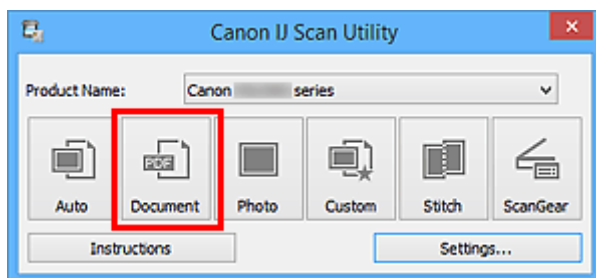 Canon IJ Scan Utility
Product Name: Canon series
PDF
Auto Document Photo Custom Stitch ScanGear
Instructions Settings...